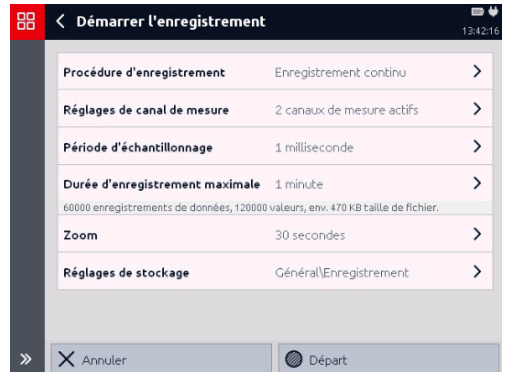 Démarrer l'enregistrement
13:42:16
Procédure d'enregistrement Enregistrement continu
Réglages de canal de mesure 2 canaux de mesure actifs
Période d'échantillonnage 1 milliseconde
Durée d'enregistrement maximale 1 minute
60000 enregistrements de données, 120000 valeurs, env. 470 KB taille de fichier.
Zoom 30 secondes
Réglages de stockage Général\Enregistrement
Annuler Départ